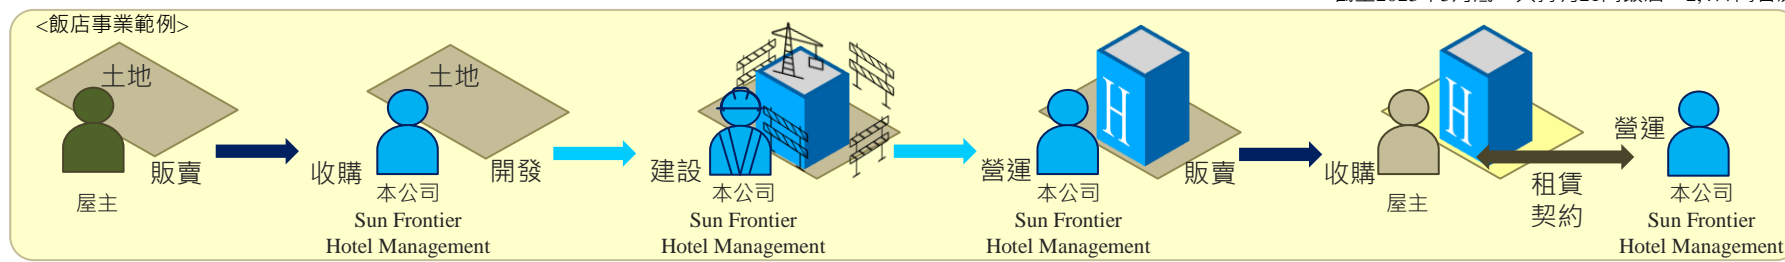 <飯店事業範例>
土地
屋主
販賣
收購
土地
本公司
Sun Frontier
Hotel Management
開發
建設
本公司
Sun Frontier
Hotel Management
營運
H
本公司
Sun Frontier
Hotel Management
販賣
收購
H
屋主
租賃
契約
營運
本公司
Sun Frontier
Hotel Management